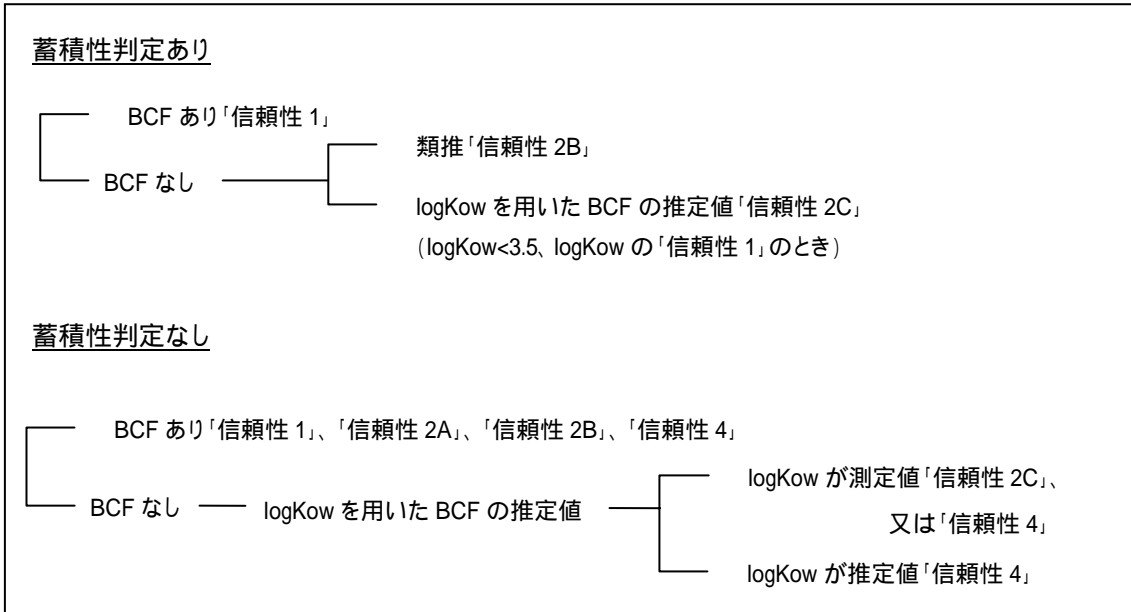 蓄積性判定あり
BCF あり「信頼性 1」
類推「信頼性 2B」
BCF なし
logKow を用いた BCF の推定値「信頼性 2C」
（logKow<3.5、logKow の「信頼性 1」のとき）
蓄積性判定なし
BCF あり「信頼性 1」、「信頼性 2A」、「信頼性 2B」、「信頼性 4」
logKow が測定値「信頼性 2C」、
BCF なし logKow を用いた BCF の推定値
又は「信頼性 4」
logKow が推定値「信頼性 4」